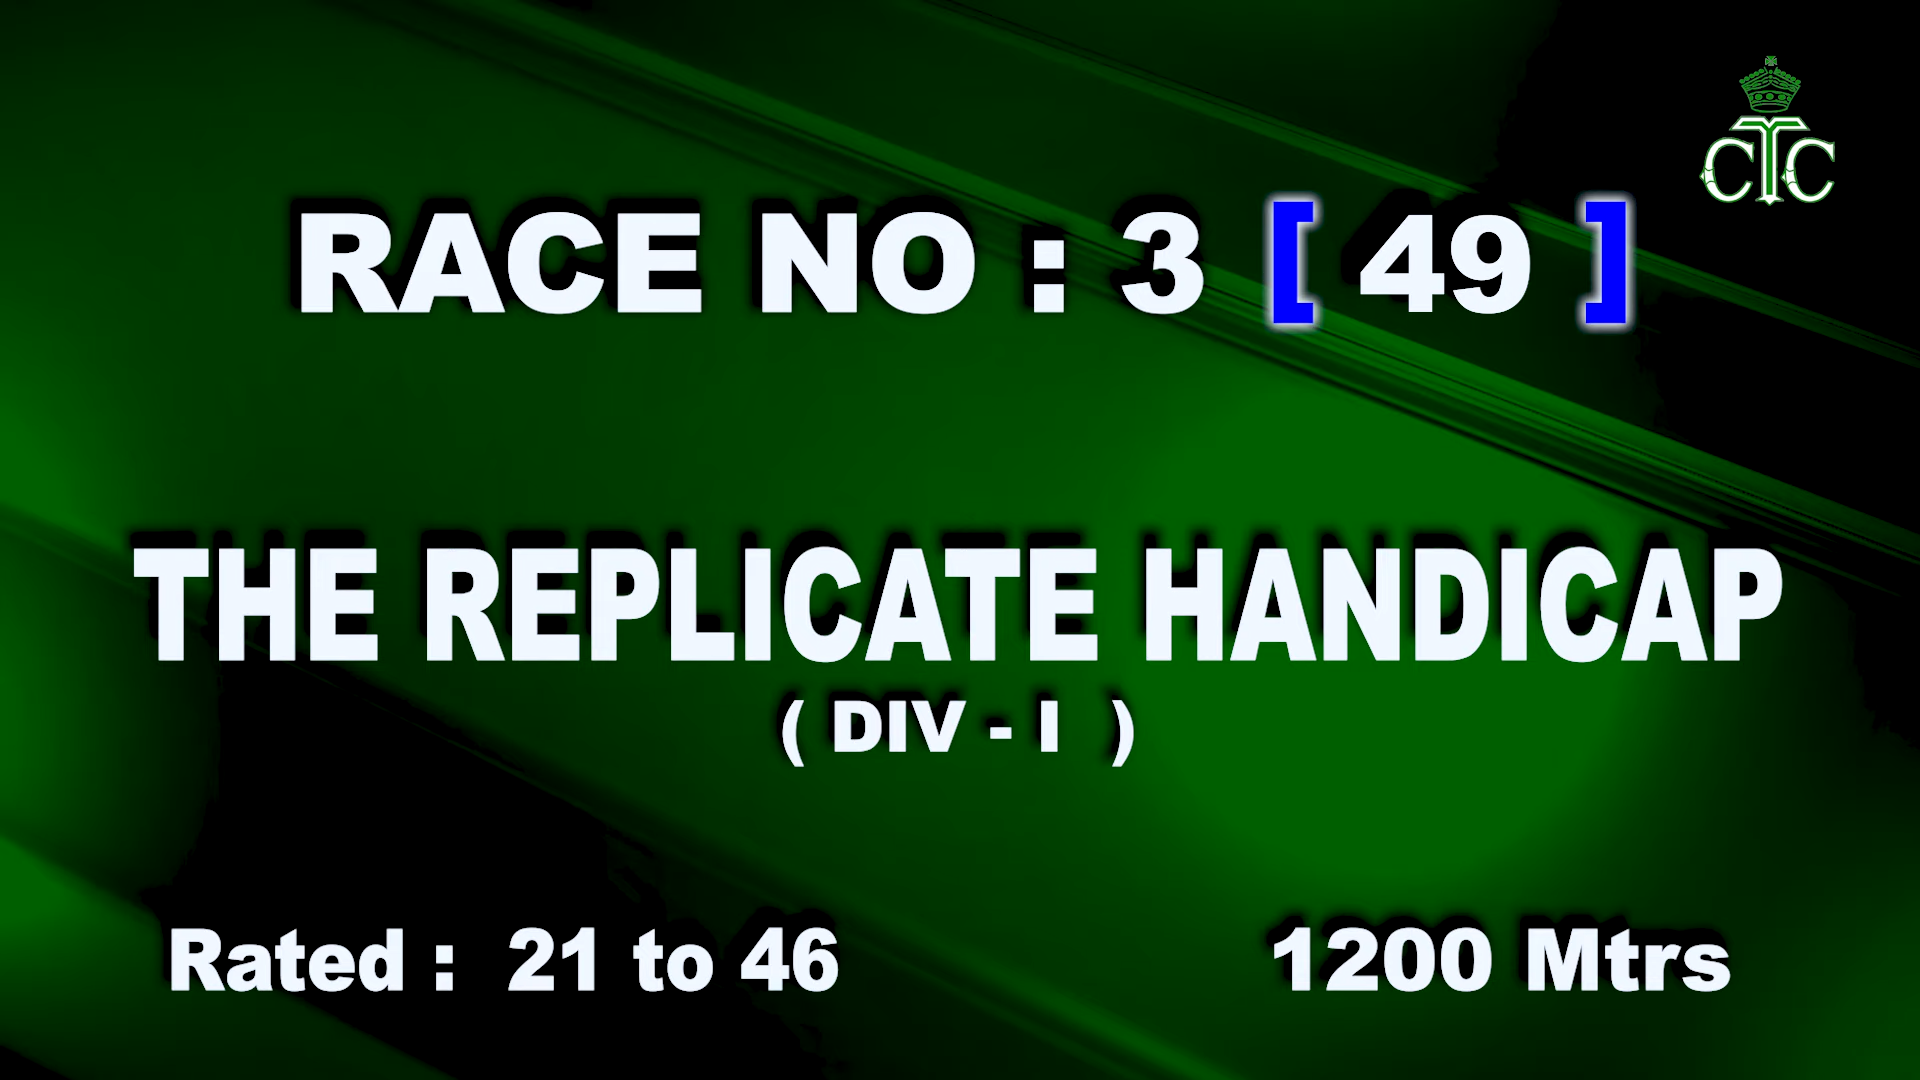 CTC
RACE NO : 3 [ 49 ]
THE REPLICATE HANDICAP
( DIV - I )
Rated : 21 to 46
1200 Mtrs